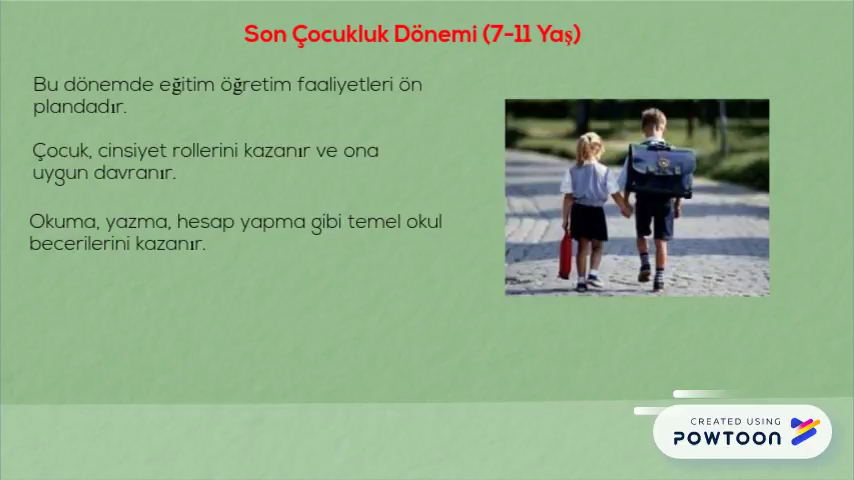 Son Çocukluk Dönemi (7-11 Yaş)
Bu dönemde eğitim öğretim faaliyetleri ön
plandadır.
Çocuk, cinsiyet rollerini kazanır ve ona
uygun davranır.
Okuma, yazma, hesap yapma gibi temel okul
becerilerini kazanır.
CREATED USING
POWTOON